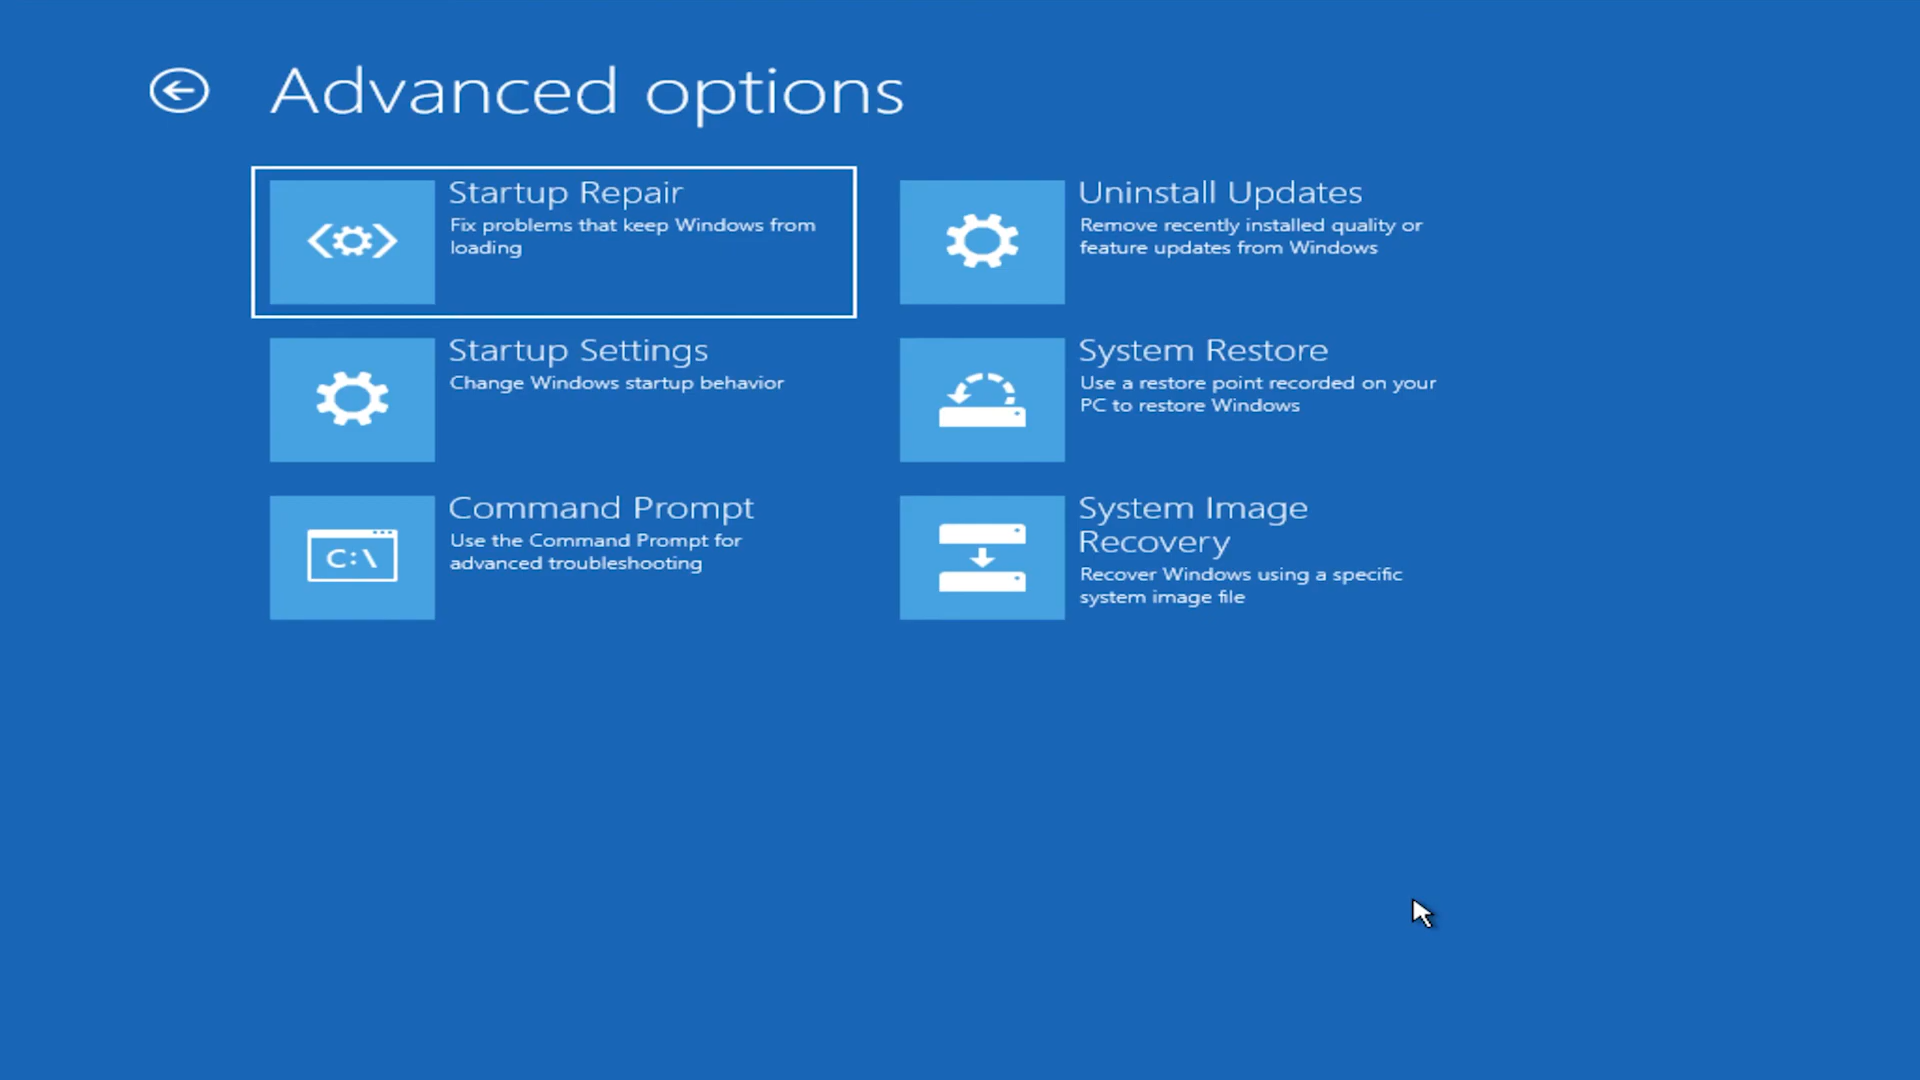 Advanced options
Startup Repair
Fix problems that keep Windows from
loading
Startup Settings
Change Windows startup behavior
C:\
Command Prompt
Use the Command Prompt for
advanced troubleshooting
Uninstall Updates
Remove recently installed quality or
feature updates from Windows
System Restore
Use a restore point recorded on your
PC to restore Windows
System Image
Recovery
Recover Windows using a specific
system image file